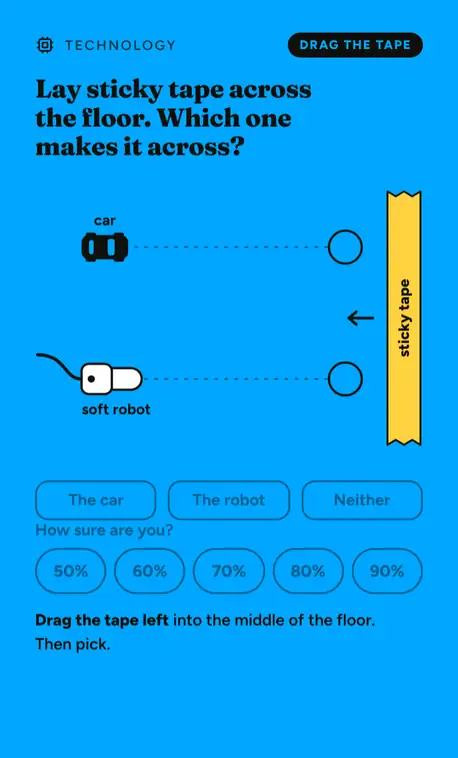 TECHNOLOGY
DRAG THE TAPE
Lay sticky tape across
the floor. Which one
makes it across?
car
sticky tape
soft robot
The car
The robot
Neither
How sure are you?
50%
60%
70%
80%
90%
Drag the tape left into the middle of the floor.
Then pick.